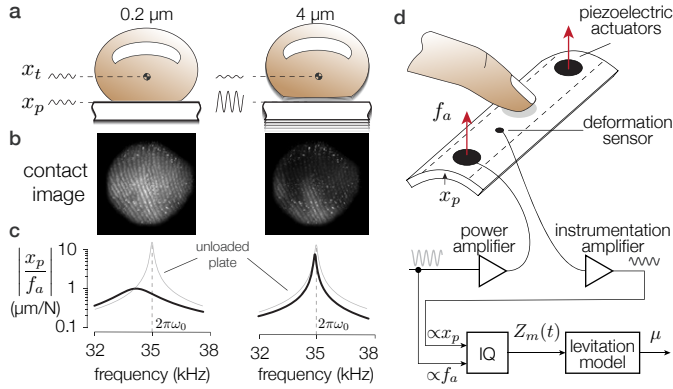 a
0.2 µm
4 µm
x_t
x_p
b
contact
image
c
|x_p/f_a|
(µm/N)
10
1
0.1
unloaded
plate
2πω₀
2πω₀
32
35
38
32
35
38
frequency (kHz)
frequency (kHz)
d
piezoelectric
actuators
f_a
deformation
sensor
x_p
power
amplifier
instrumentation
amplifier
∝x_p
∝f_a
IQ
Z_m(t)
levitation
model
µ